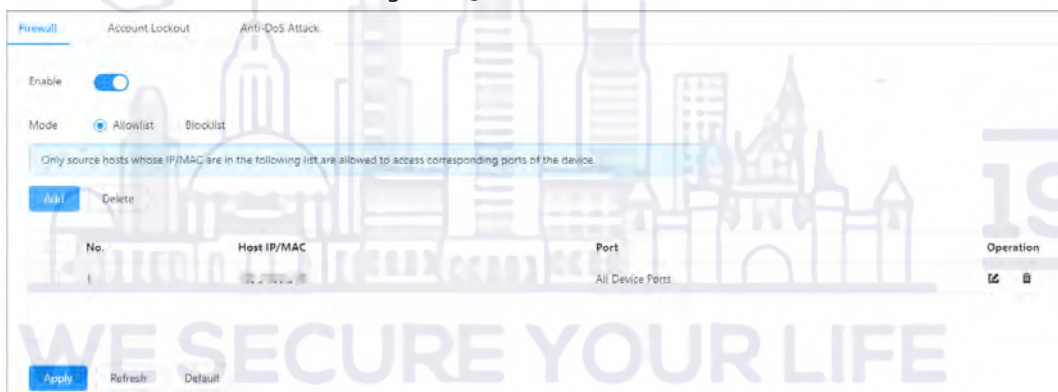 Firewall Account Lockout Anti-DoS Attack
Enable
Mode Allowlist Blocklist
Only source hosts whose IP/MAC are in the following list are allowed to access corresponding ports of the device.
Add Delete
No. Host IP/MAC Port Operation
1 All Device Ports
WE SECURE YOUR LIFE
Apply Refresh Default